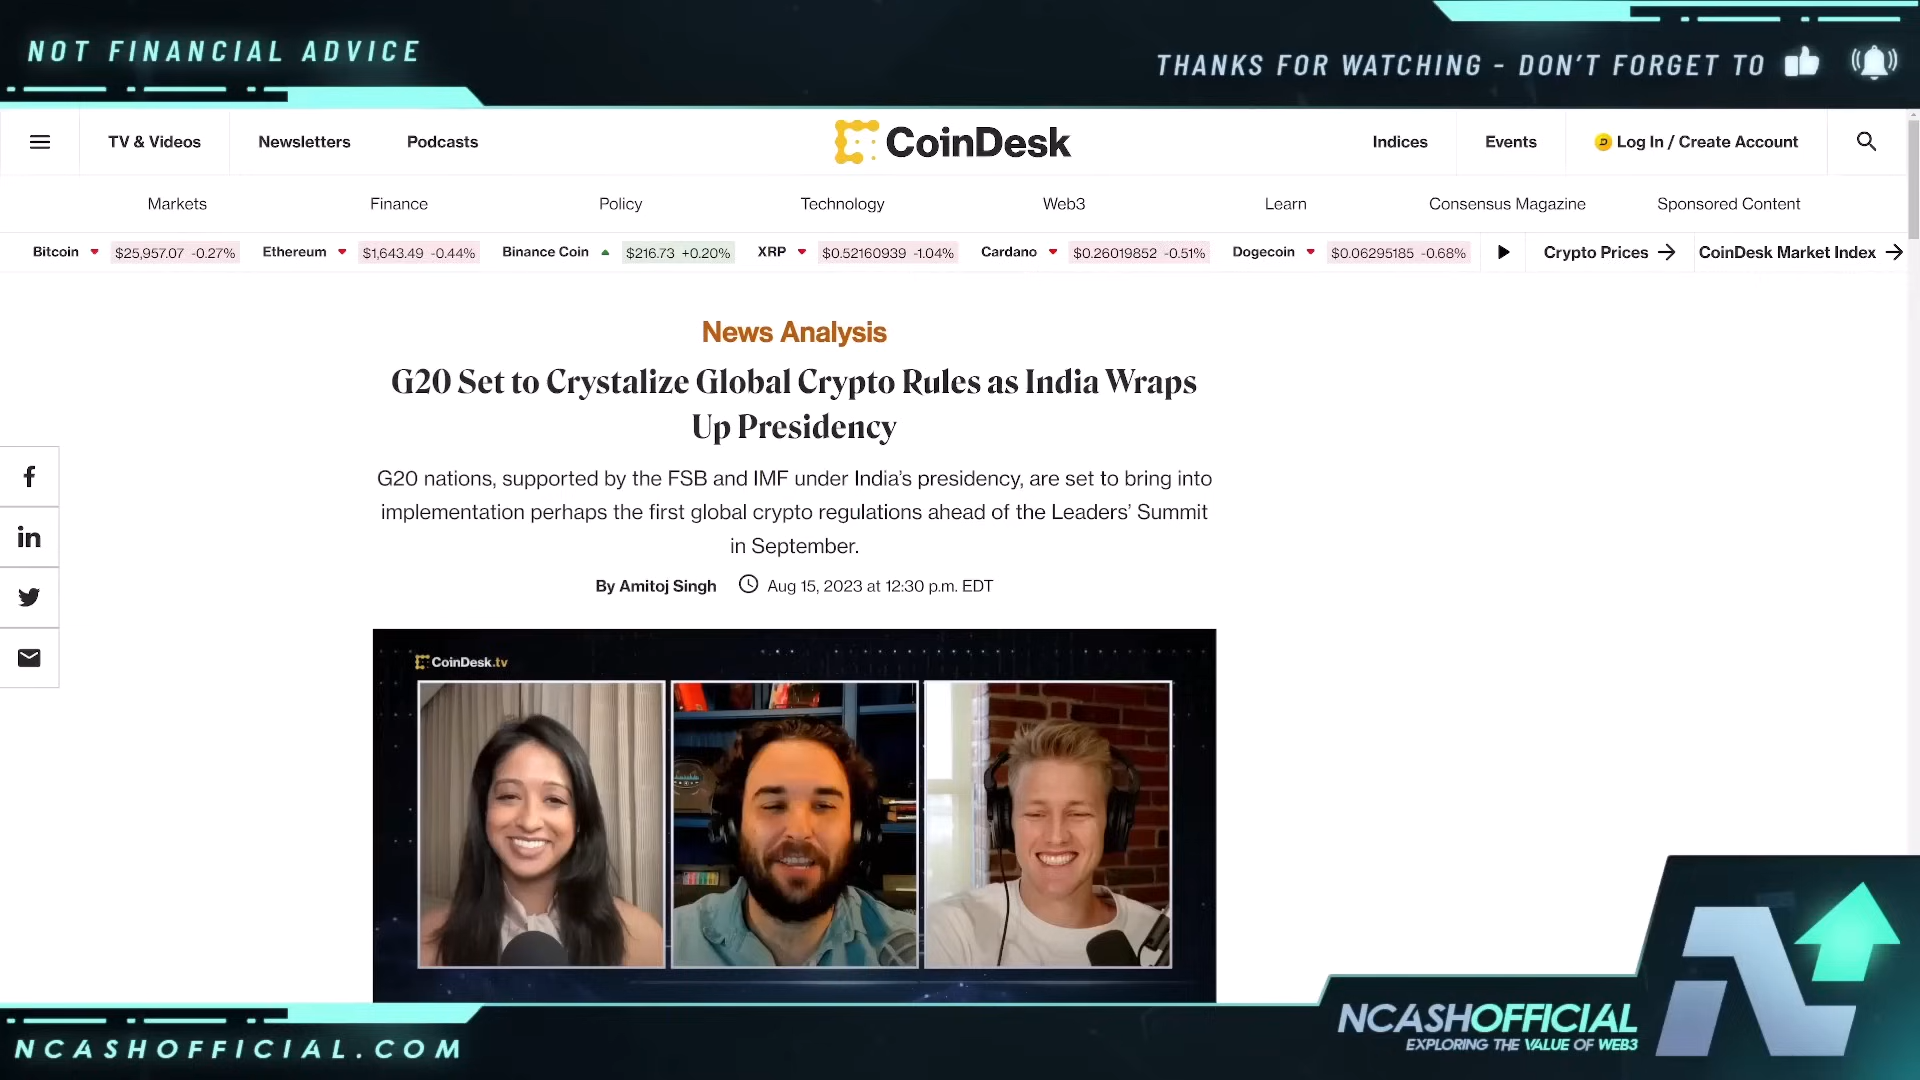 NOT FINANCIAL ADVICE
THANKS FOR WATCHING - DON'T FORGET TO
TV & Videos
Newsletters
Podcasts
CoinDesk
Indices
Events
Log In / Create Account
Markets
Finance
Policy
Technology
Web3
Learn
Consensus Magazine
Sponsored Content
Bitcoin $25,957.07 -0.27%
Ethereum $1,643.49 -0.44%
Binance Coin $216.73 +0.20%
XRP $0.52160939 -1.04%
Cardano $0.26019852 -0.51%
Dogecoin $0.06295185 -0.68%
Crypto Prices
CoinDesk Market Index
News Analysis
G20 Set to Crystalize Global Crypto Rules as India Wraps
Up Presidency
G20 nations, supported by the FSB and IMF under India's presidency, are set to bring into
implementation perhaps the first global crypto regulations ahead of the Leaders' Summit
in September.
By Amitoj Singh
Aug 15, 2023 at 12:30 p.m. EDT
CoinDesk.tv
NCASHOFFICIAL.COM
NCASHOFFICIAL
EXPLORING THE VALUE OF WEB3